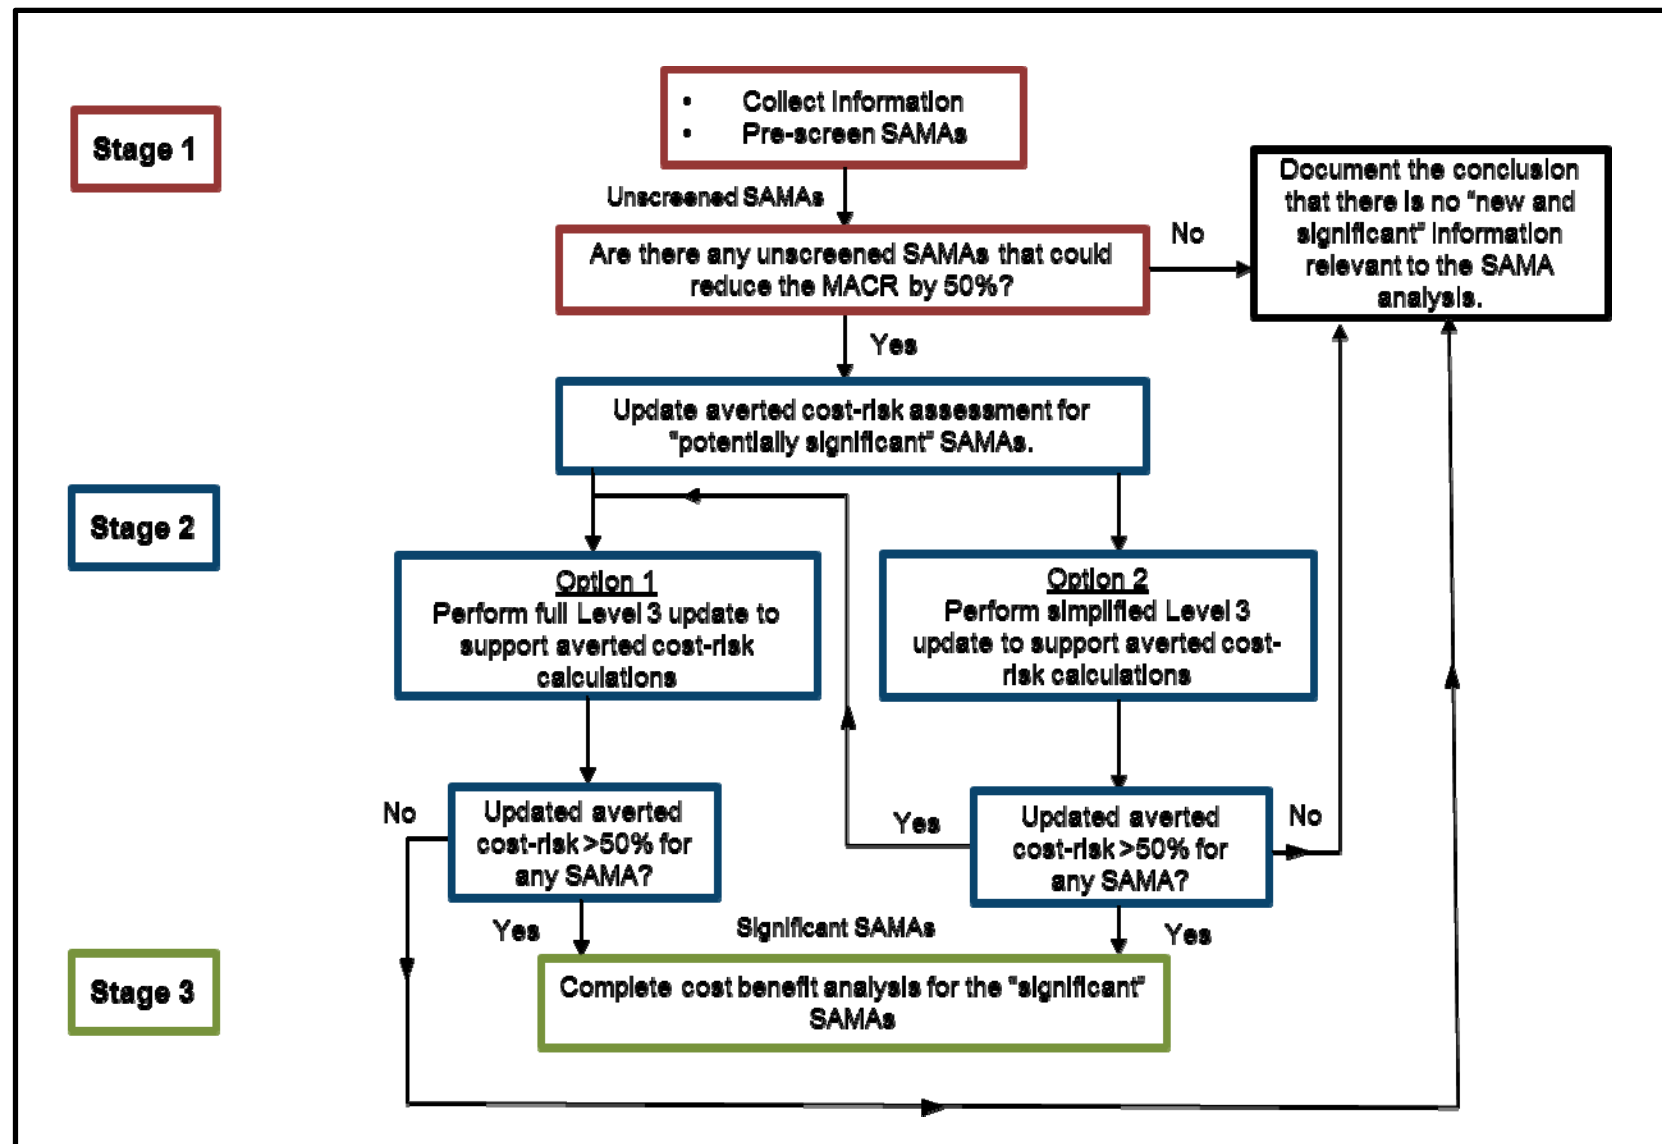 Stage 1
• Collect Information
• Pre-screen SAMAs
Unscreened SAMAs
Are there any unscreened SAMAs that could
reduce the MACR by 50%?
No
Document the conclusion
that there is no "new and
significant" information
relevant to the SAMA
analysis.
Yes
Update averted cost-risk assessment for
"potentially significant" SAMAs.
Stage 2
Option 1
Perform full Level 3 update to
support averted cost-risk
calculations
Option 2
Perform simplified Level 3
update to support averted cost-
risk calculations
No
Updated averted
cost-risk >50% for
any SAMA?
Yes
Updated averted
cost-risk >50% for
any SAMA?
No
Yes
Significant SAMAs
Yes
Stage 3
Complete cost benefit analysis for the "significant"
SAMAs